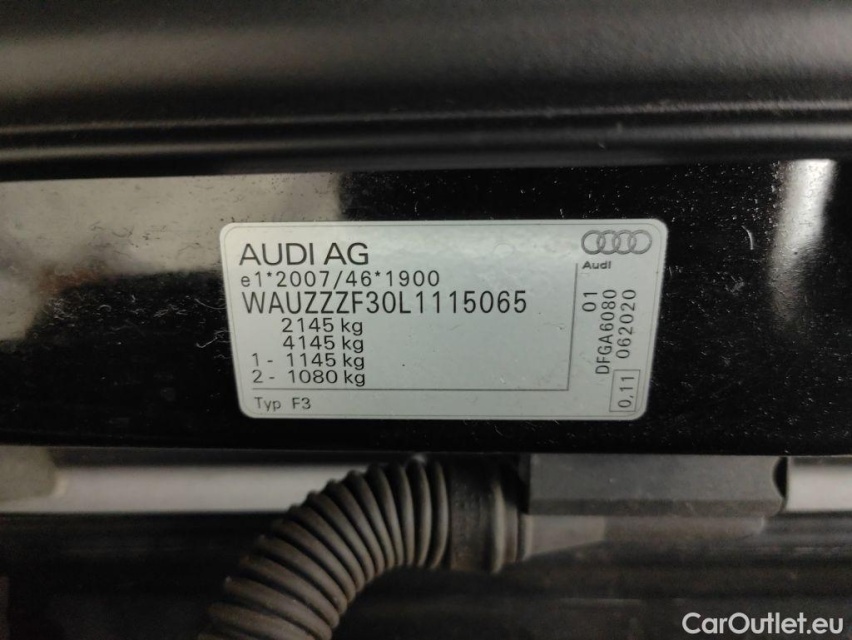 AUDI AG
e1*2007/46*1900
WAUZZZF30L1115065
2145 kg
4145 kg
1 - 1145 kg
2 - 1080 kg
Typ F3
Audi
01
DFGA6080
062020
0,11
CarOutlet.eu